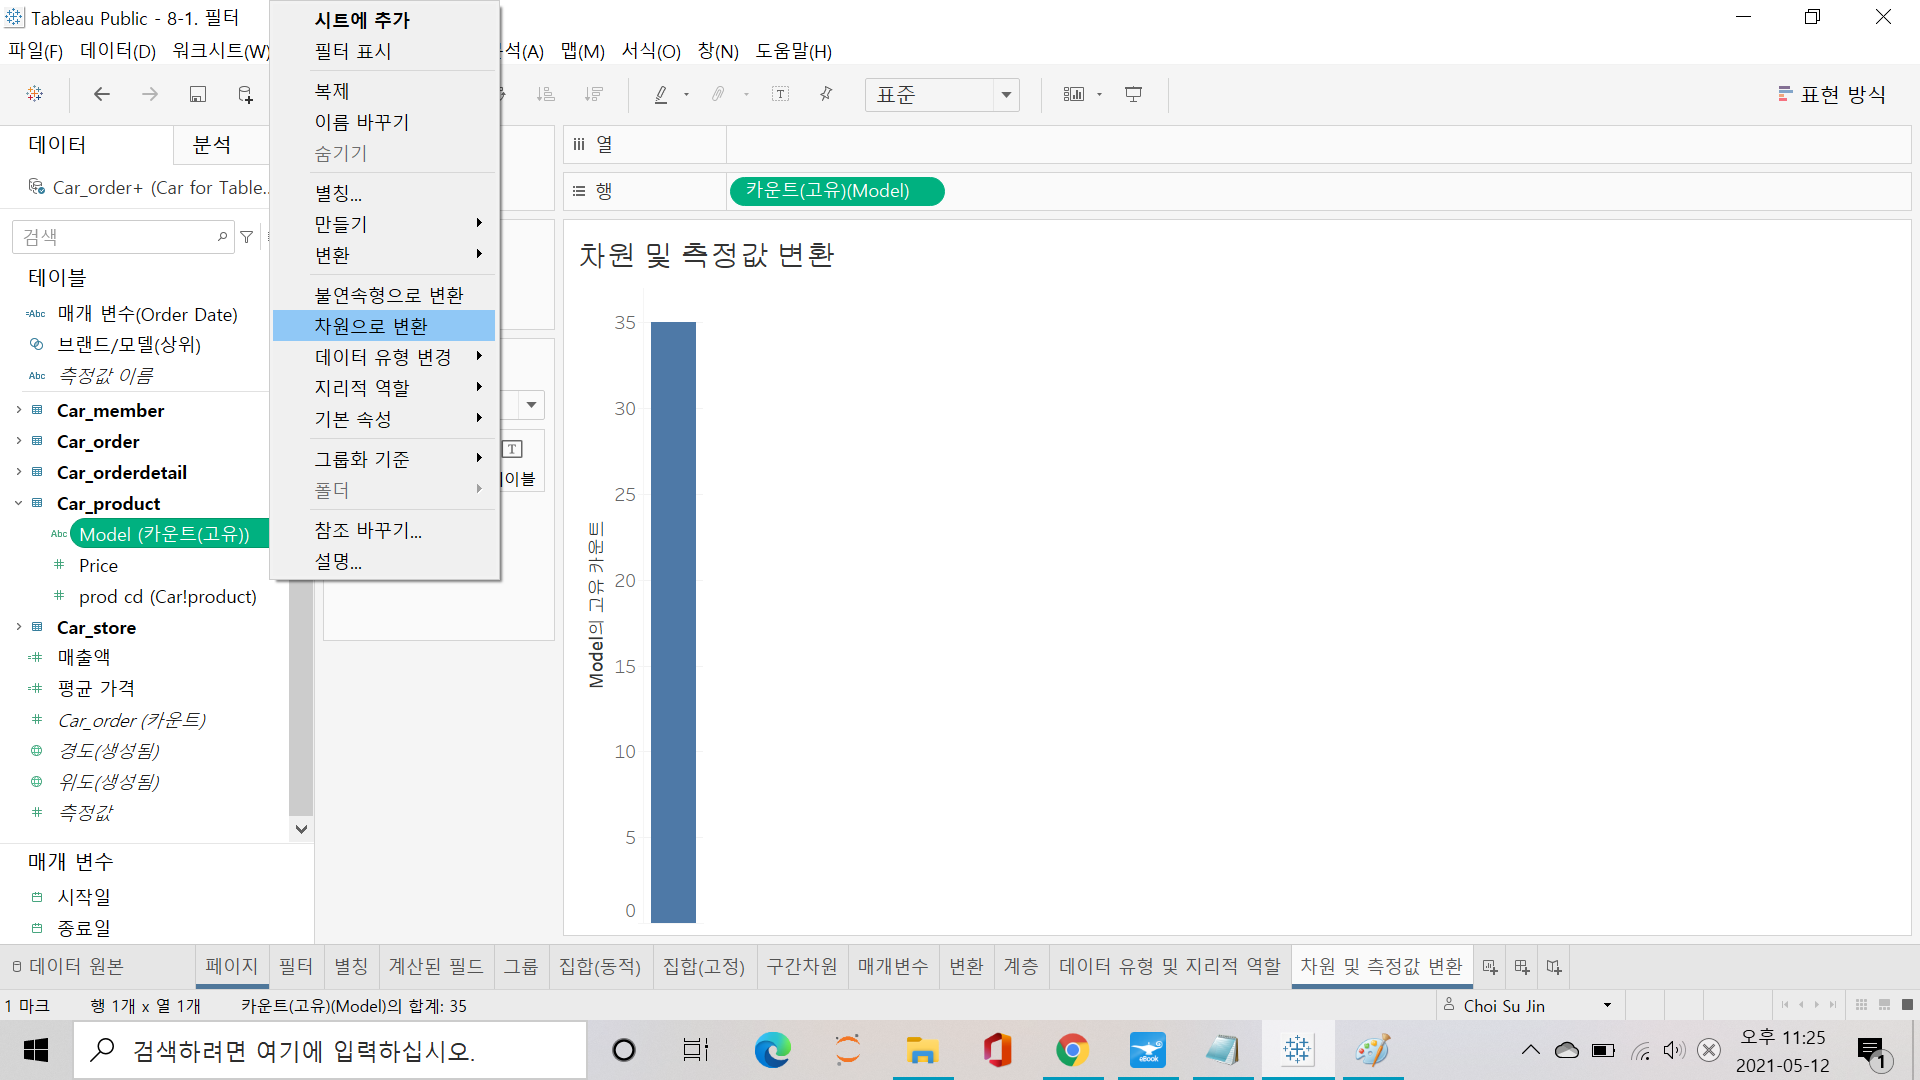 Tableau Public - 8-1. 필터
파일(F) 데이터(D) 워크시트(W) 석(A) 맵(M) 서식(O) 창(N) 도움말(H)
표준
표현 방식
데이터 분석
Car_order+ (Car for Table...
검색
테이블
매개 변수(Order Date)
브랜드/모델(상위)
Abc 측정값 이름
Car_member
Car_order
Car_orderdetail
Car_product
Abc Model (카운트(고유))
Price
prod cd (Car!product)
Car_store
매출액
평균 가격
Car_order (카운트)
경도(생성됨)
위도(생성됨)
측정값
매개 변수
시작일
종료일
시트에 추가
필터 표시
복제
이름 바꾸기
숨기기
별칭...
만들기
변환
불연속형으로 변환
차원으로 변환
데이터 유형 변경
지리적 역할
기본 속성
그룹화 기준
폴더
참조 바꾸기...
설명...
이블
iii 열
행 카운트(고유)(Model)
차원 및 측정값 변환
Model의 고유 카운트
35
30
25
20
15
10
5
0
데이터 원본 페이지 필터 별칭 계산된 필드 그룹 집합(동적) 집합(고정) 구간차원 매개변수 변환 계층 데이터 유형 및 지리적 역할 차원 및 측정값 변환
1 마크 행 1개 x 열 1개 카운트(고유)(Model)의 합계: 35
Choi Su Jin
검색하려면 여기에 입력하십시오.
eBook
오후 11:25
2021-05-12
1